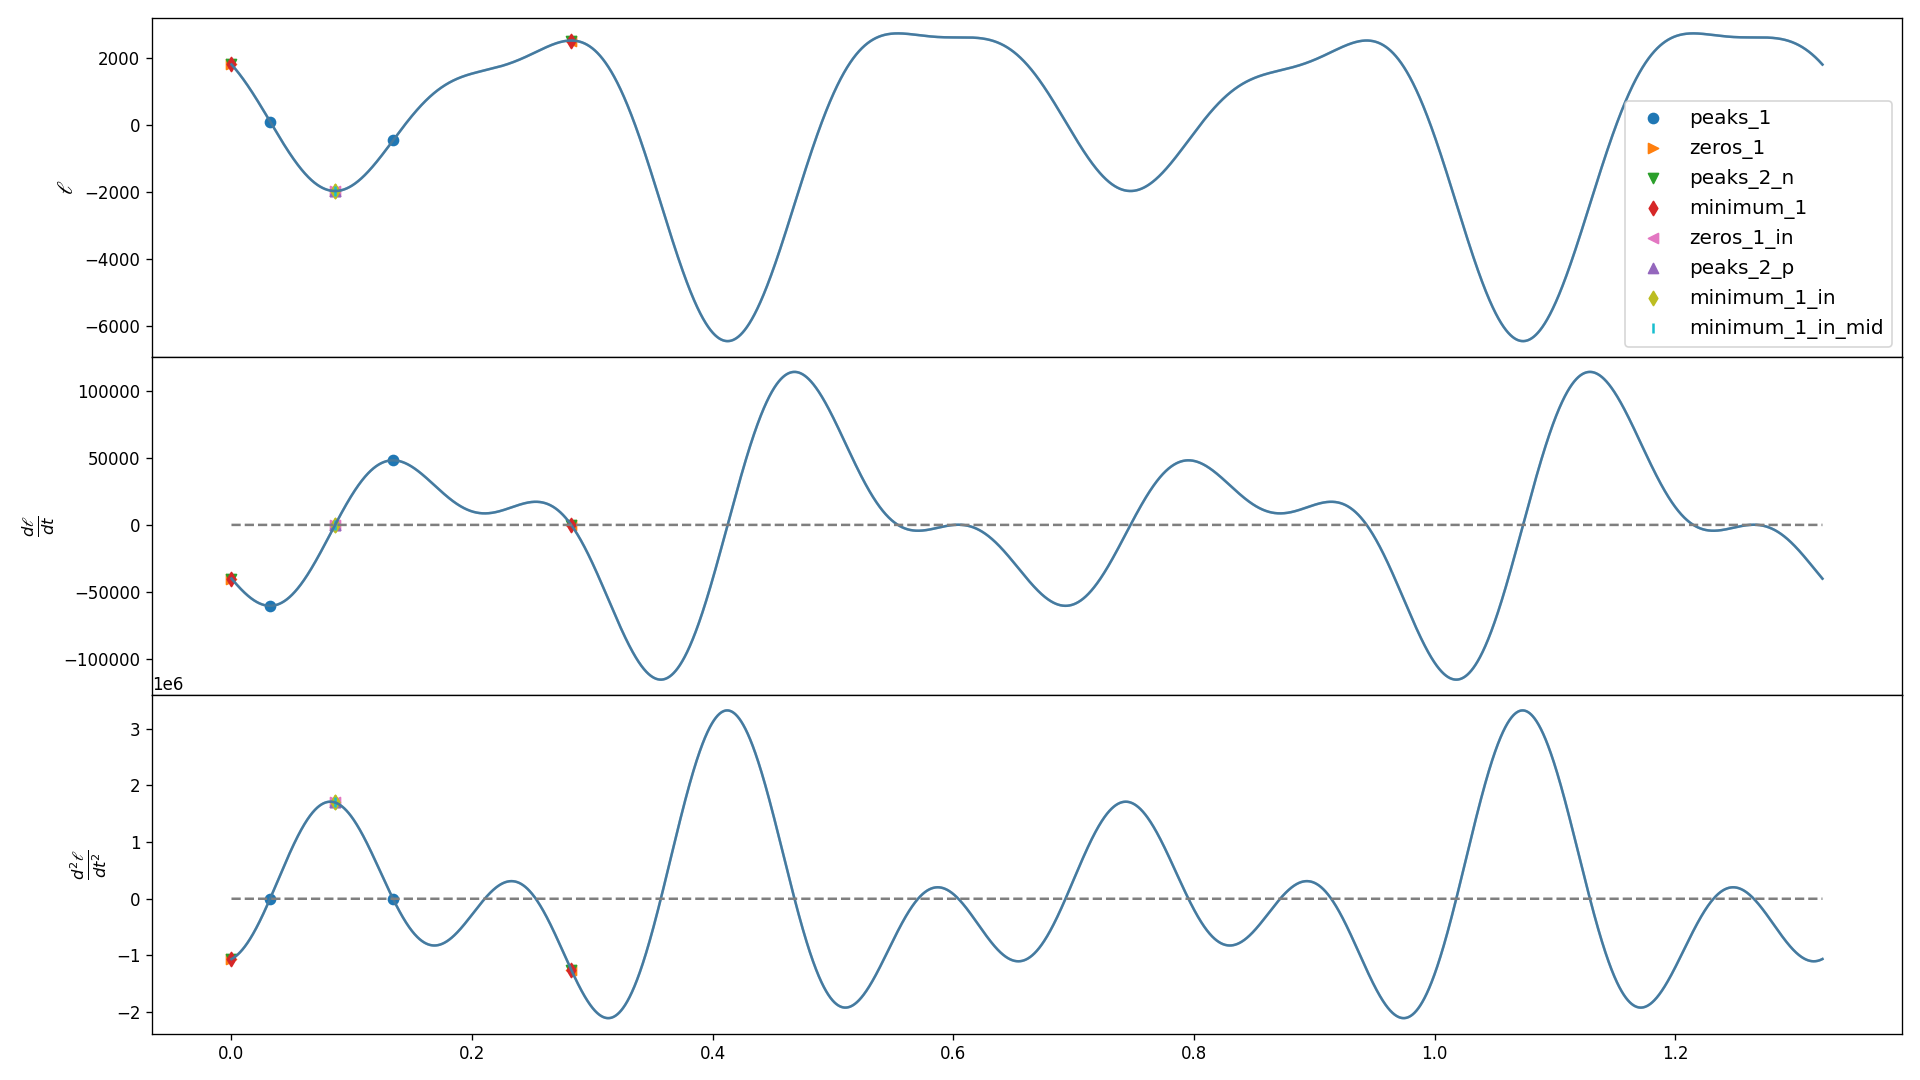 2000
0
−2000
−4000
−6000
ℓ
peaks_1
zeros_1
peaks_2_n
minimum_1
zeros_1_in
peaks_2_p
minimum_1_in
minimum_1_in_mid
100000
50000
0
−50000
−100000
dℓ
dt
1e6
3
2
1
0
−1
−2
d²ℓ
dt²
0.0 0.2 0.4 0.6 0.8 1.0 1.2